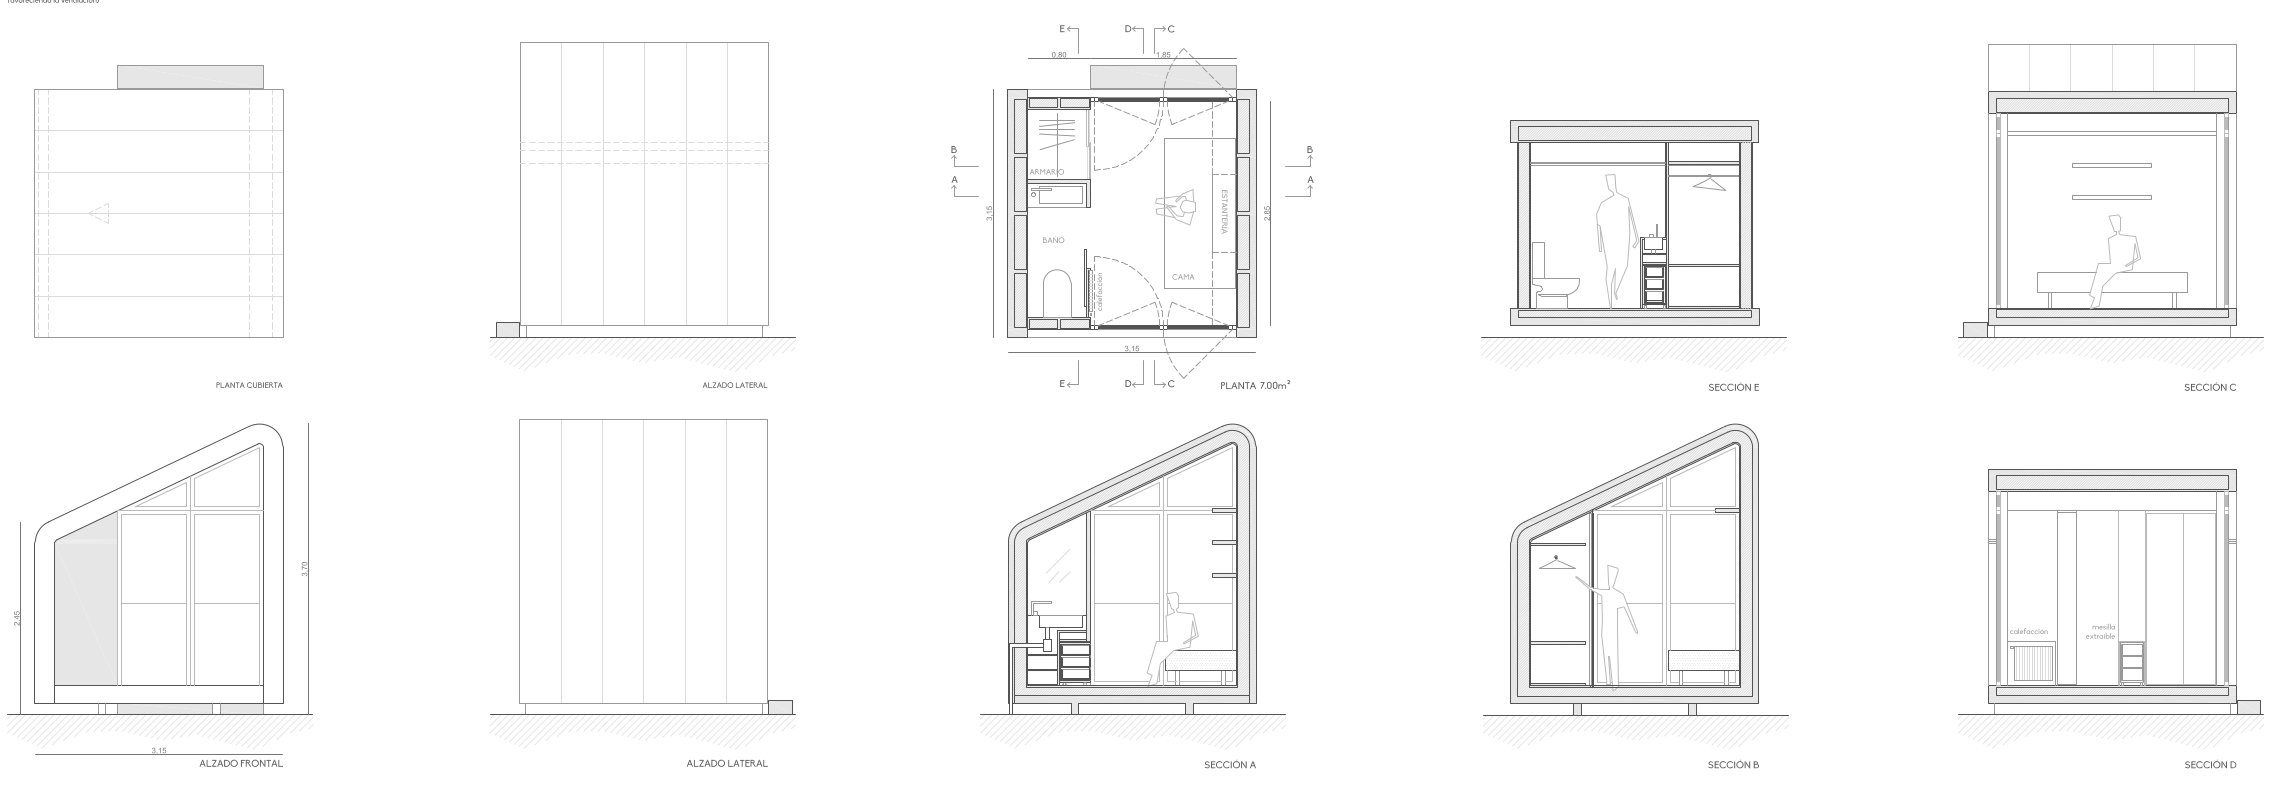 favoreciendo la ventilación)
PLANTA CUBIERTA
ALZADO LATERAL
E
D
C
0,80
1,85
B
B
A
A
ARMARIO
3,15
ESTANTERÍA
2,85
BAÑO
CAMA
calefacción
3,15
E
D
C
PLANTA 7.00m²
SECCIÓN E
SECCIÓN C
2,45
3,70
3,15
ALZADO FRONTAL
ALZADO LATERAL
SECCIÓN A
SECCIÓN B
calefacción
mesilla
extraíble
SECCIÓN D